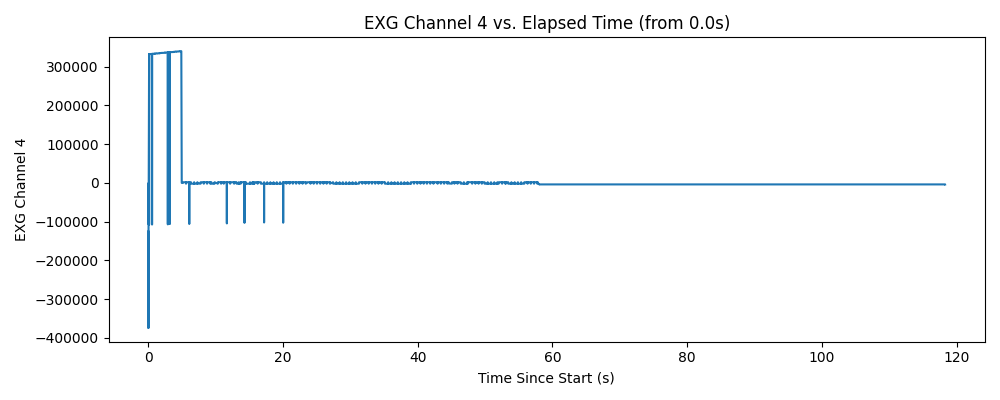 EXG Channel 4 vs. Elapsed Time (from 0.0s)
300000
200000
100000
0
−100000
−200000
−300000
−400000
EXG Channel 4
0 20 40 60 80 100 120
Time Since Start (s)